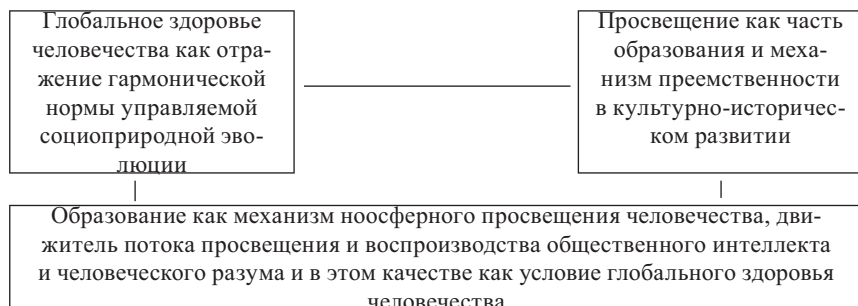 Глобальное здоровье
человечества как отра-
жение гармонической
нормы управляемой
социоприродной эво-
люции
Просвещение как часть
образования и меха-
низм преемственности
в культурно-историчес-
ком развитии
Образование как механизм ноосферного просвещения человечества, дви-
житель потока просвещения и воспроизводства общественного интеллекта
и человеческого разума и в этом качестве как условие глобального здоровья
человечества